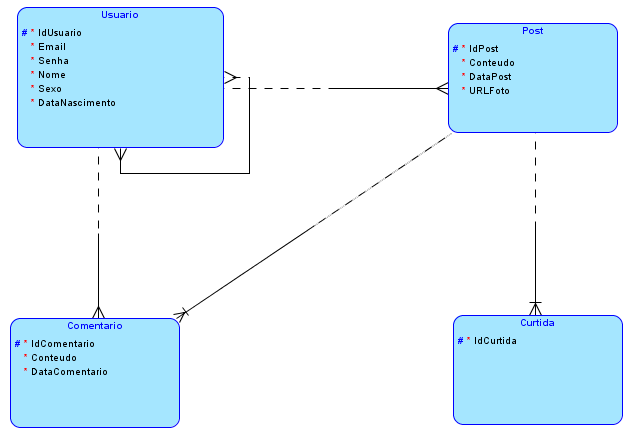 Usuario
# * IdUsuario
* Email
* Senha
* Nome
* Sexo
* DataNascimento
Post
# * IdPost
* Conteudo
* DataPost
* URLFoto
Comentario
# * IdComentario
* Conteudo
* DataComentario
Curtida
# * IdCurtida